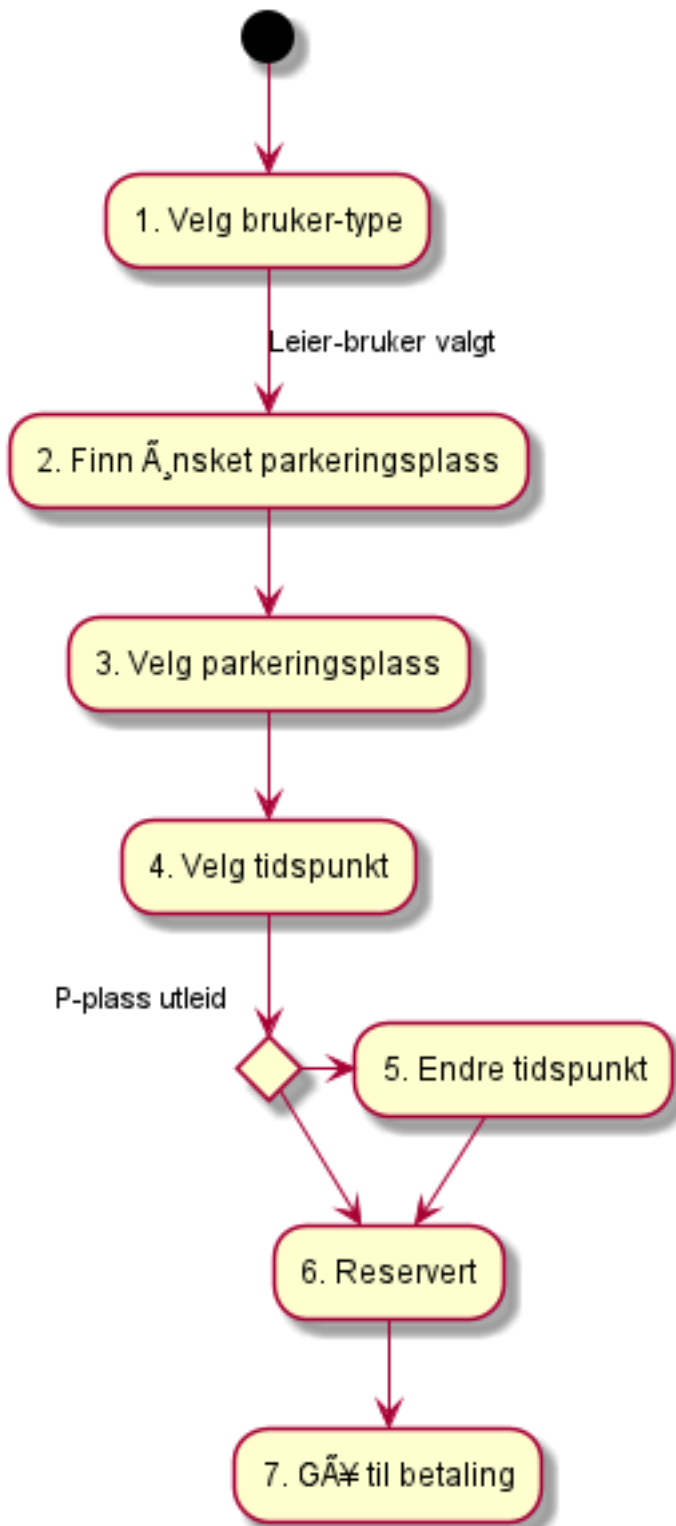 1. Velg bruker-type
Leier-bruker valgt
2. Finn Ã¸nsket parkeringsplass
3. Velg parkeringsplass
4. Velg tidspunkt
P-plass utleid
5. Endre tidspunkt
6. Reservert
7. GÃ¥ til betaling